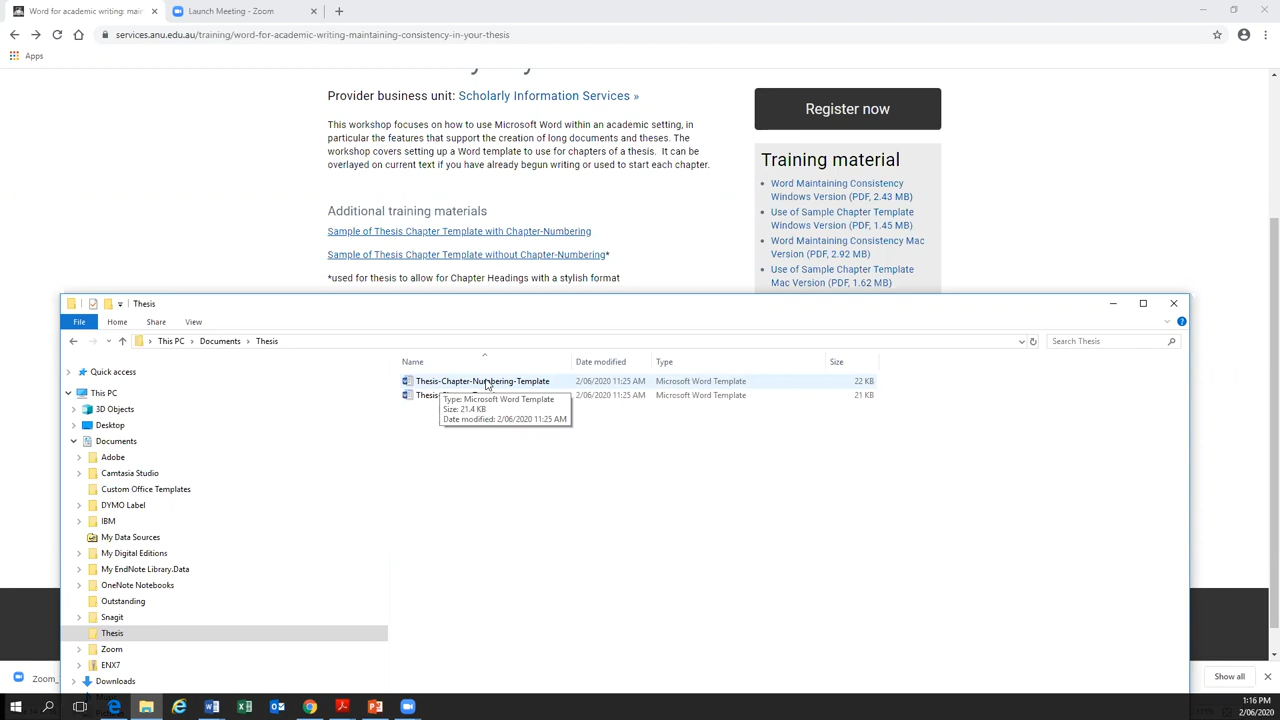 Word for academic writing: mai
Launch Meeting - Zoom
services.anu.edu.au/training/word-for-academic-writing-maintaining-consistency-in-your-thesis
Apps
Provider business unit: Scholarly Information Services »
Register now
This workshop focuses on how to use Microsoft Word within an academic setting, in
particular the features that support the creation of long documents and theses. The
workshop covers setting up a Word template to use for chapters of a thesis. It can be
overlayed on current text if you have already begun writing or used to start each chapter.
Training material
Word Maintaining Consistency
Windows Version (PDF, 2.43 MB)
Use of Sample Chapter Template
Windows Version (PDF, 1.45 MB)
Word Maintaining Consistency Mac
Version (PDF, 2.92 MB)
Use of Sample Chapter Template
Mac Version (PDF, 1.62 MB)
Additional training materials
Sample of Thesis Chapter Template with Chapter-Numbering
Sample of Thesis Chapter Template without Chapter-Numbering*
*used for thesis to allow for Chapter Headings with a stylish format
Thesis
File Home Share View
This PC > Documents > Thesis
Search Thesis
Name Date modified Type Size
Thesis-Chapter-Numbering-Template 2/06/2020 11:25 AM Microsoft Word Template 22 KB
Thesis- 2/06/2020 11:25 AM Microsoft Word Template 21 KB
Type: Microsoft Word Template
Size: 21.4 KB
Date modified: 2/06/2020 11:25 AM
Quick access
This PC
3D Objects
Desktop
Documents
Adobe
Camtasia Studio
Custom Office Templates
DYMO Label
IBM
My Data Sources
My Digital Editions
My EndNote Library.Data
OneNote Notebooks
Outstanding
Snagit
Thesis
Zoom
ENX7
Downloads
Zoom_
Show all
1:16 PM
2/06/2020